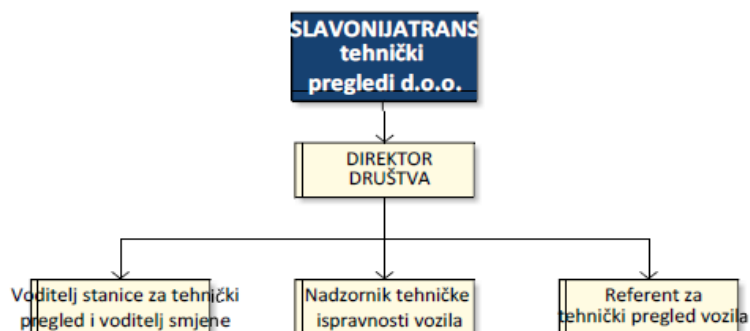 SLAVONIJATRANS
tehnički
pregledi d.o.o.
DIREKTOR
DRUŠTVA
Voditelj stanice za tehnički
pregled i voditelj smjene
Nadzornik tehničke
ispravnosti vozila
Referent za
tehnički pregled vozila